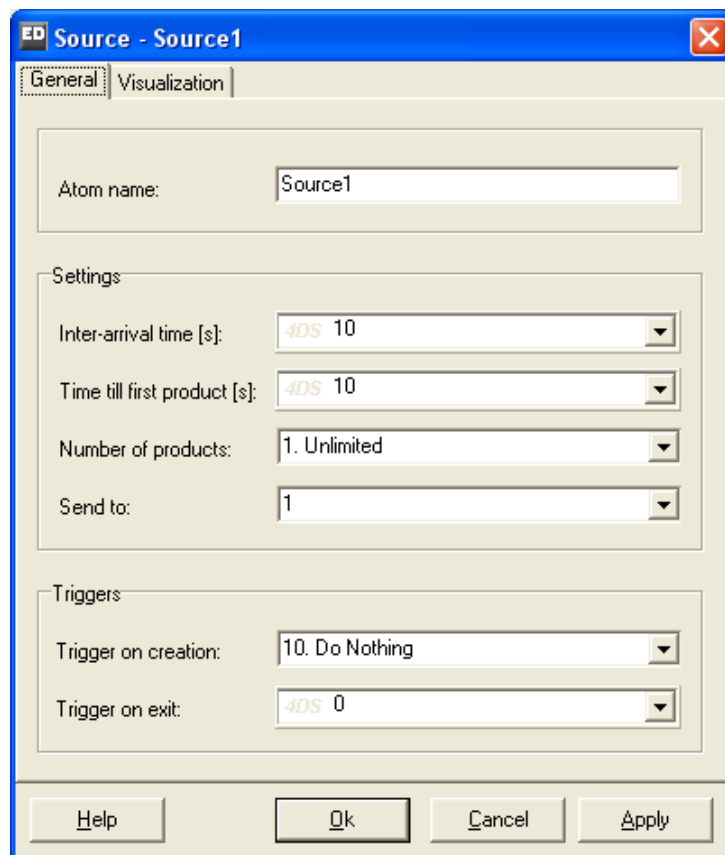 ED Source - Source1
General Visualization
Atom name: Source1
Settings
Inter-arrival time [s]: 4DS 10
Time till first product [s]: 4DS 10
Number of products: 1. Unlimited
Send to: 1
Triggers
Trigger on creation: 10. Do Nothing
Trigger on exit: 4DS 0
Help Ok Cancel Apply